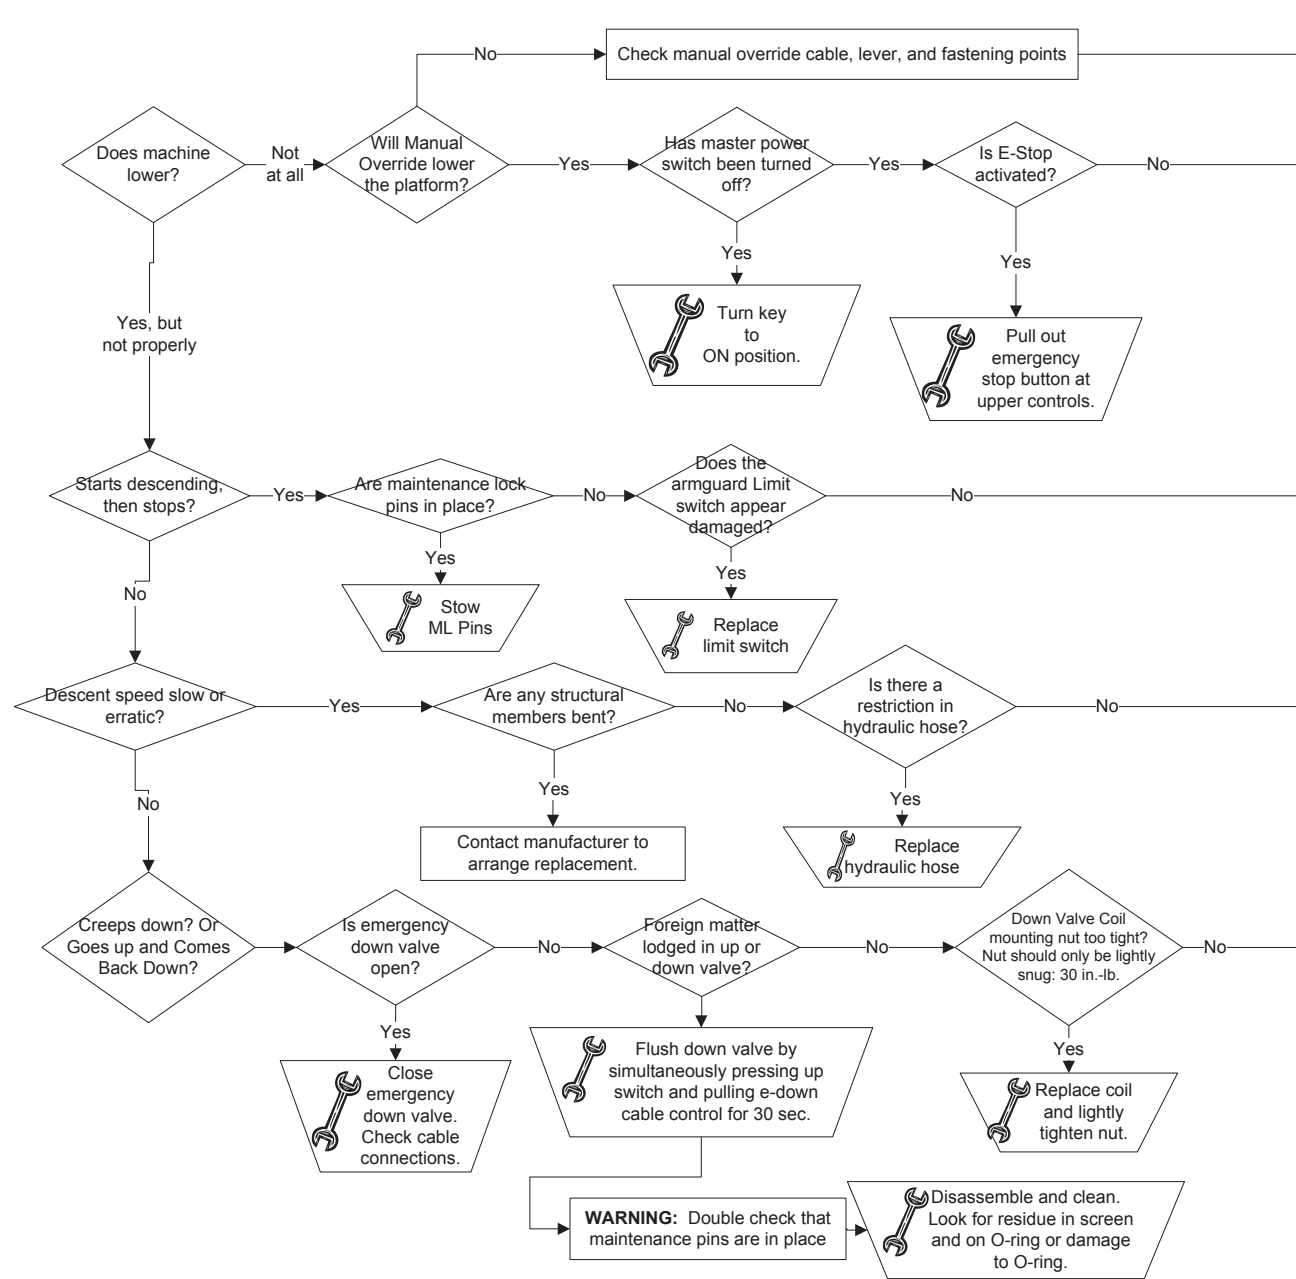 No
Check manual override cable, lever, and fastening points
Does machine
lower?
Not
at all
Will Manual
Override lower
the platform?
Yes
Has master power
switch been turned
off?
Yes
Is E-Stop
activated?
No
Yes
Turn key
to
ON position.
Yes
Pull out
emergency
stop button at
upper controls.
Yes, but
not properly
Starts descending,
then stops?
Yes
Are maintenance lock
pins in place?
No
Does the
armguard Limit
switch appear
damaged?
No
Yes
Stow
ML Pins
Yes
Replace
limit switch
No
Descent speed slow or
erratic?
Yes
Are any structural
members bent?
No
Is there a
restriction in
hydraulic hose?
No
Yes
Contact manufacturer to
arrange replacement.
Yes
Replace
hydraulic hose
No
Creeps down? Or
Goes up and Comes
Back Down?
Is emergency
down valve
open?
No
Foreign matter
lodged in up or
down valve?
No
Down Valve Coil
mounting nut too tight?
Nut should only be lightly
snug: 30 in.-lb.
No
Yes
Close
emergency
down valve.
Check cable
connections.
Flush down valve by
simultaneously pressing up
switch and pulling e-down
cable control for 30 sec.
Yes
Replace coil
and lightly
tighten nut.
WARNING: Double check that
maintenance pins are in place
Disassemble and clean.
Look for residue in screen
and on O-ring or damage
to O-ring.